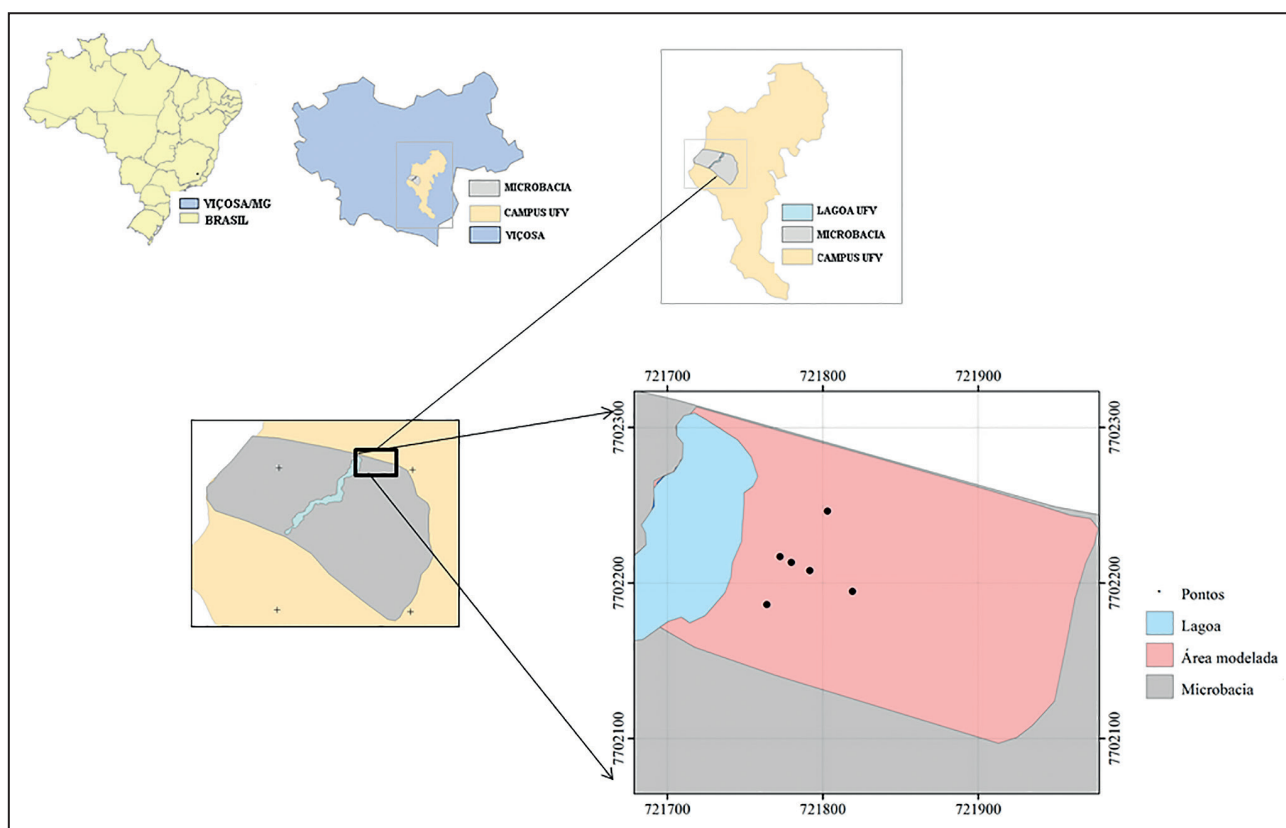 VIÇOSA/MG
BRASIL
MICROBACIA
CAMPUS UFV
VIÇOSA
LAGOA UFV
MICROBACIA
CAMPUS UFV
721700
721800
721900
7702300
7702300
7702200
7702200
7702100
7702100
721700
721800
721900
Pontos
Lagoa
Área modelada
Microbacia